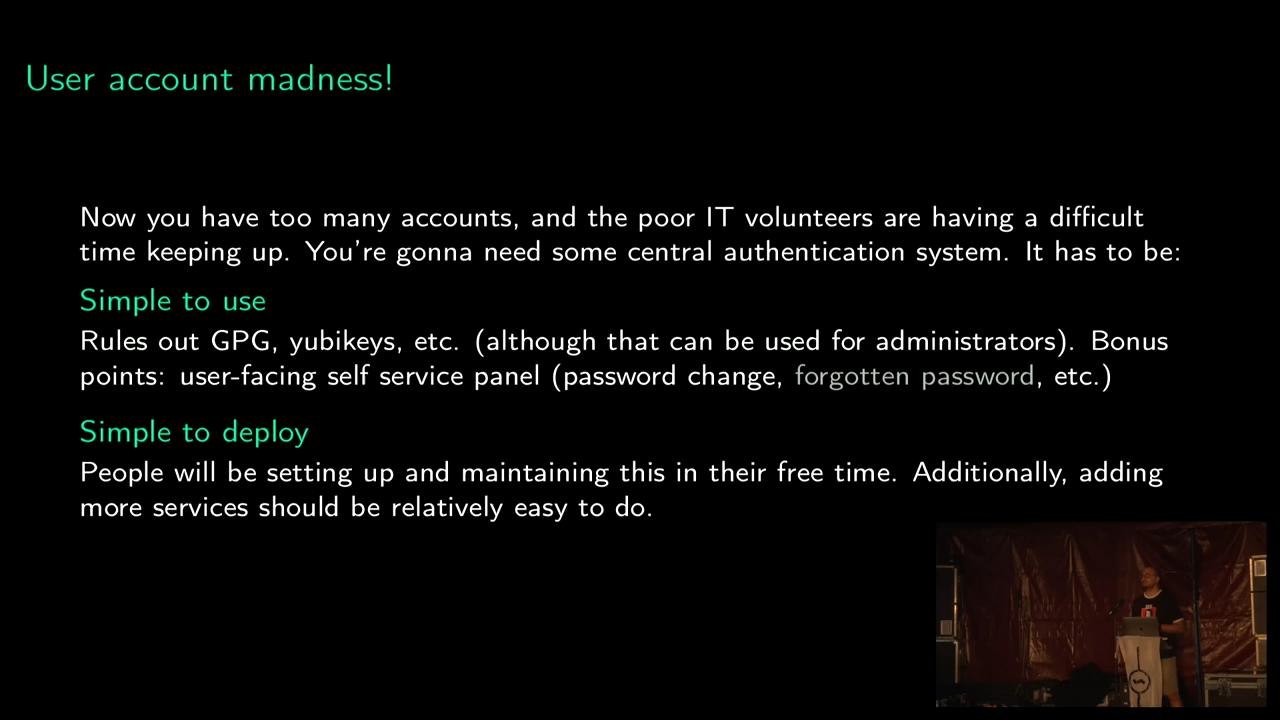 User account madness!
Now you have too many accounts, and the poor IT volunteers are having a difficult
time keeping up. You're gonna need some central authentication system. It has to be:
Simple to use
Rules out GPG, yubikeys, etc. (although that can be used for administrators). Bonus
points: user-facing self service panel (password change, forgotten password, etc.)
Simple to deploy
People will be setting up and maintaining this in their free time. Additionally, adding
more services should be relatively easy to do.